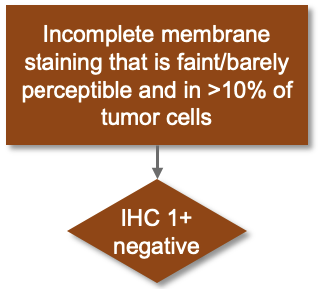 Incomplete membrane
staining that is faint/barely
perceptible and in >10% of
tumor cells
IHC 1+
negative